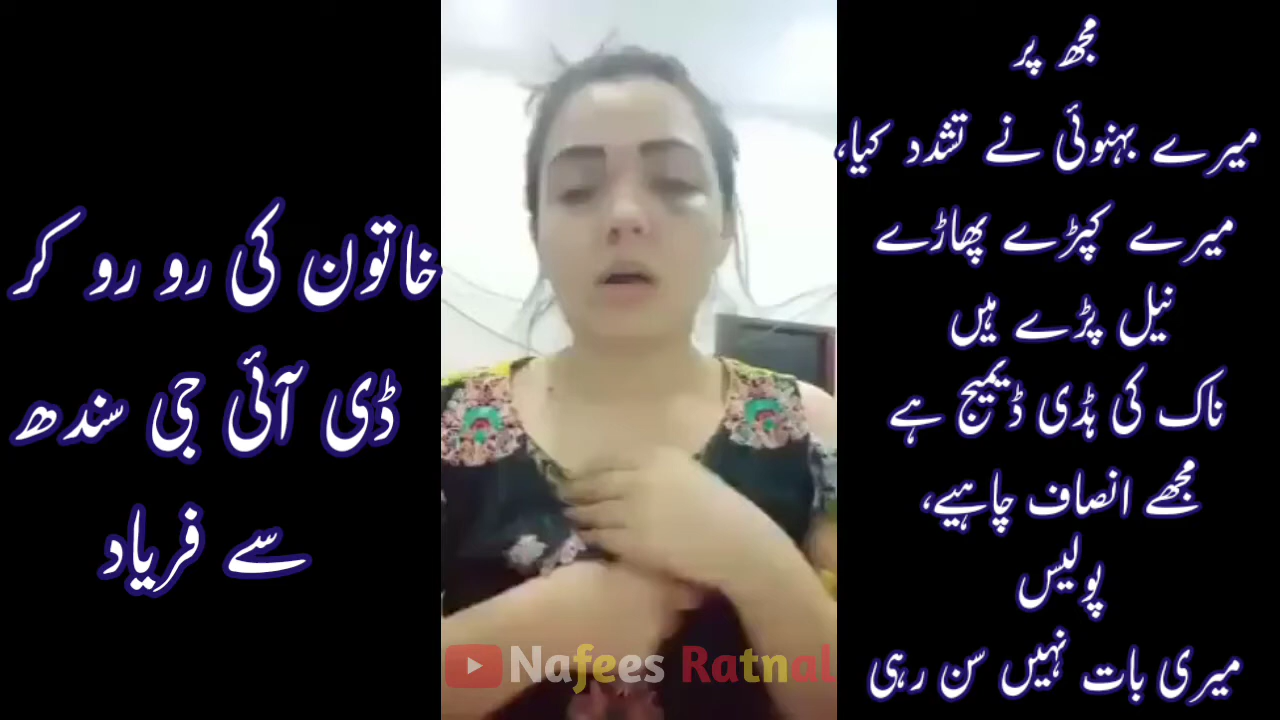 خاتون کی رو رو کر
ڈی آئی جی سندھ
سے فریاد
مجھ پر
میرے بہنوئی نے تشدد کیا،
میرے کپڑے پھاڑے
نیل پڑے ہیں
ناک کی ہڈی ڈیمیج ہے
مجھے انصاف چاہیے،
پولیس
میری بات نہیں سن رہی
Nafees Ratnal